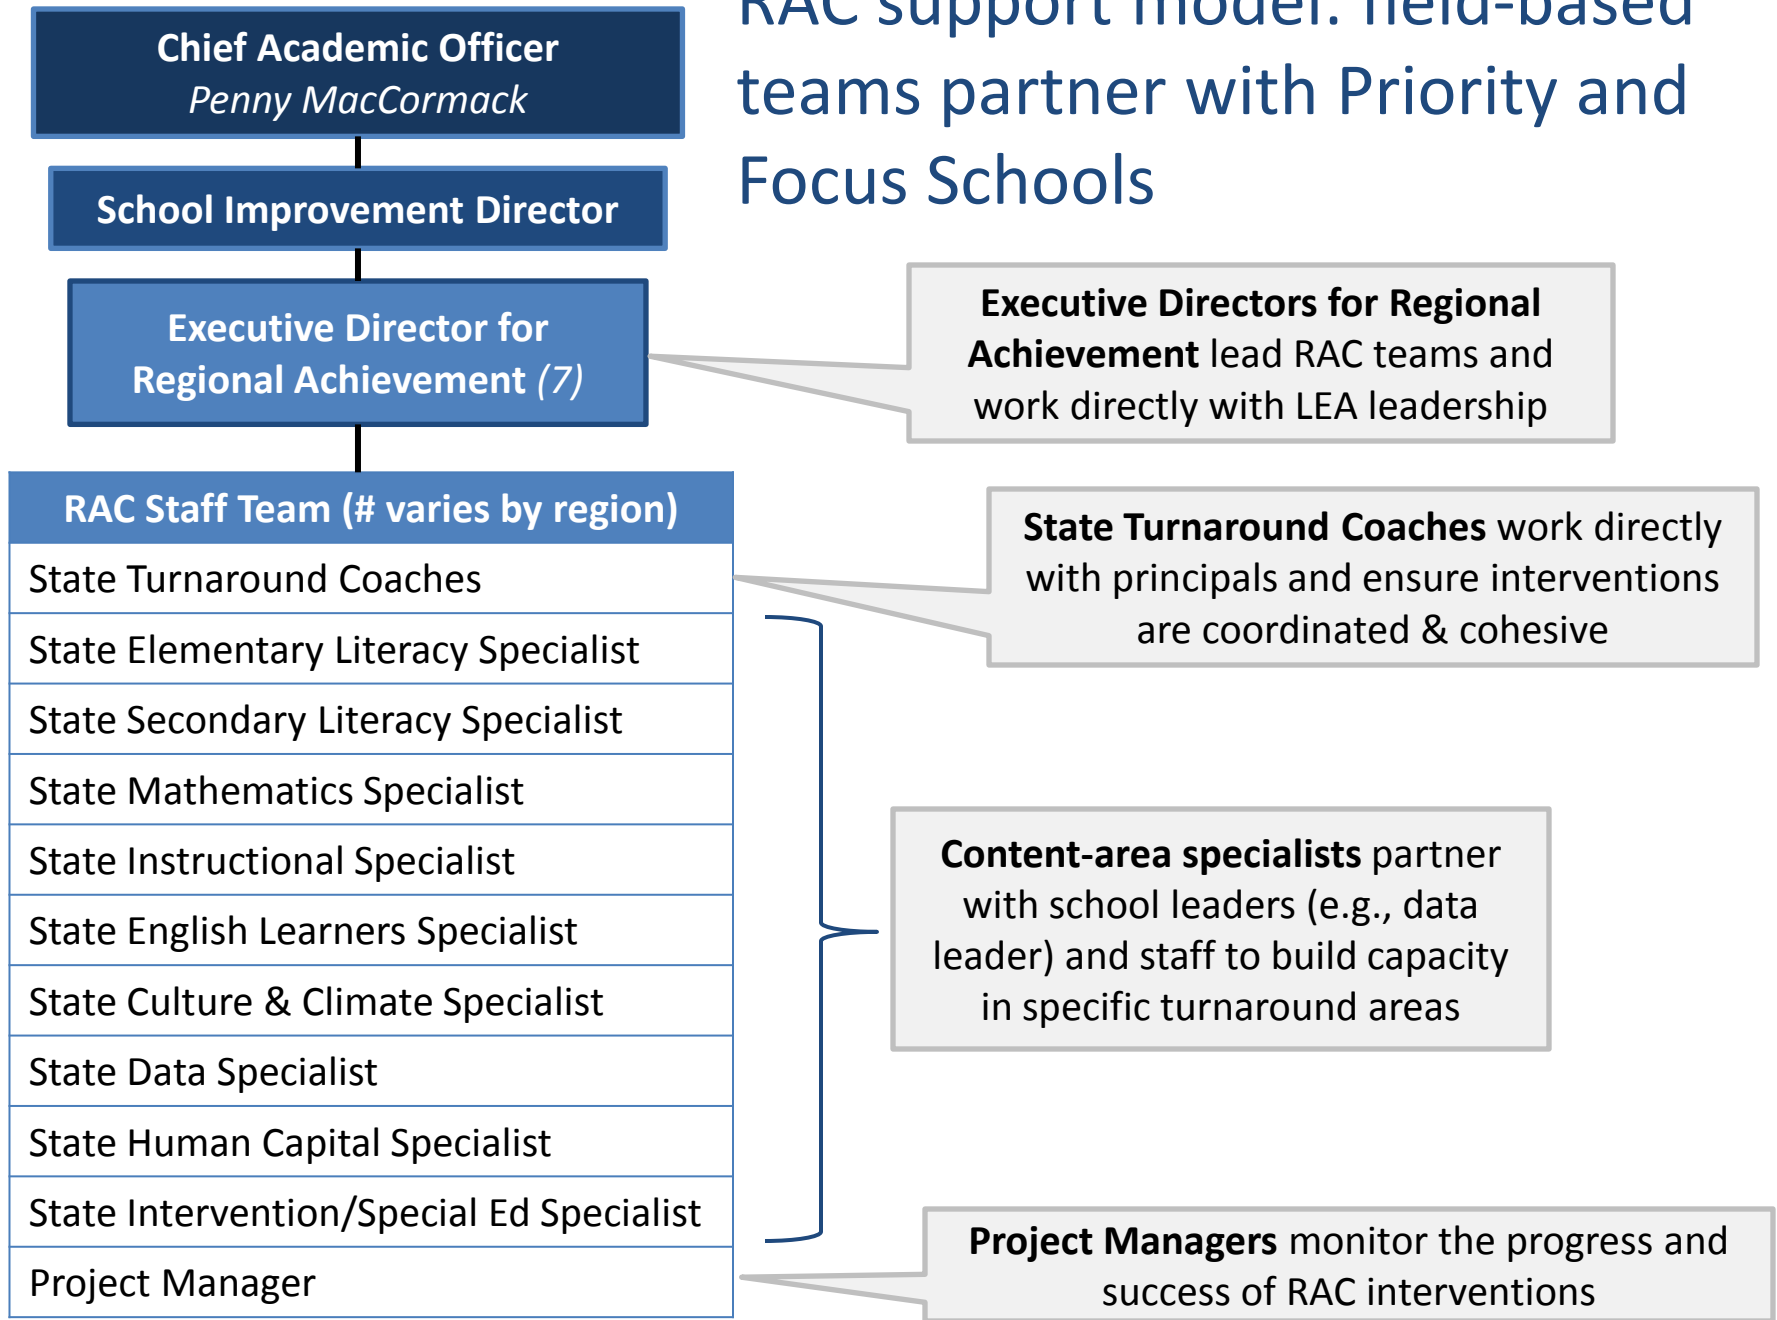 RAC support model: field-based
teams partner with Priority and
Focus Schools
Chief Academic Officer
Penny MacCormack
School Improvement Director
Executive Director for
Regional Achievement (7)
Executive Directors for Regional
Achievement lead RAC teams and
work directly with LEA leadership
RAC Staff Team (# varies by region)
State Turnaround Coaches
State Elementary Literacy Specialist
State Secondary Literacy Specialist
State Mathematics Specialist
State Instructional Specialist
State English Learners Specialist
State Culture & Climate Specialist
State Data Specialist
State Human Capital Specialist
State Intervention/Special Ed Specialist
Project Manager
State Turnaround Coaches work directly
with principals and ensure interventions
are coordinated & cohesive
Content-area specialists partner
with school leaders (e.g., data
leader) and staff to build capacity
in specific turnaround areas
Project Managers monitor the progress and
success of RAC interventions